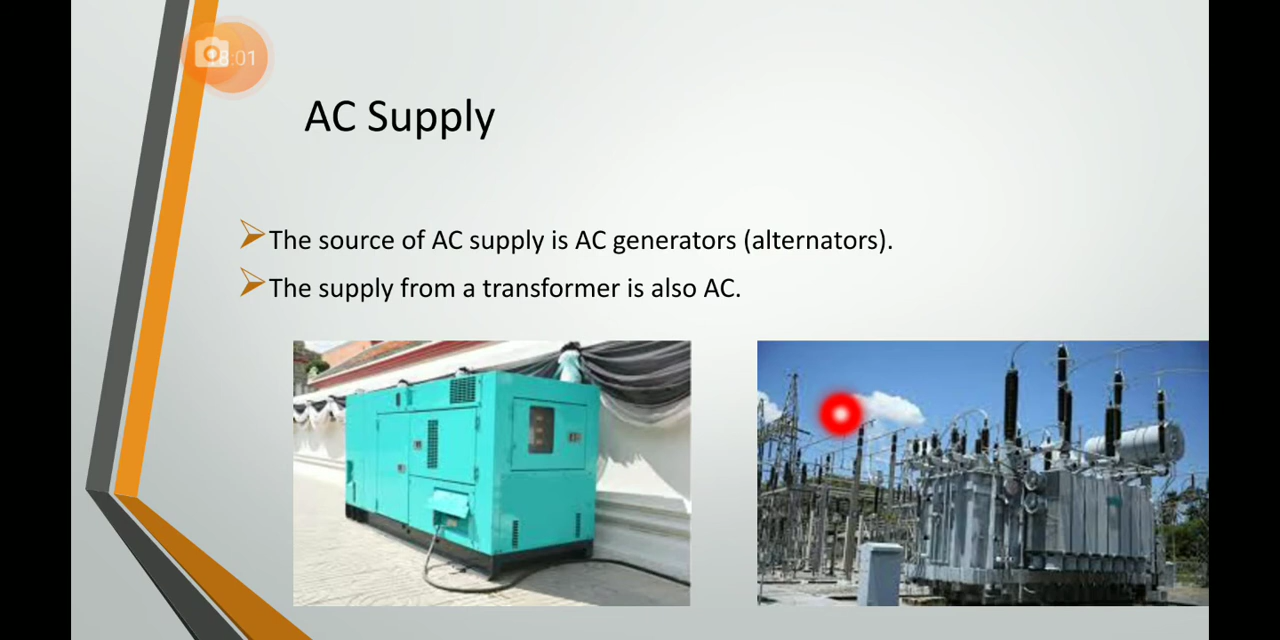 AC Supply
The source of AC supply is AC generators (alternators).
The supply from a transformer is also AC.